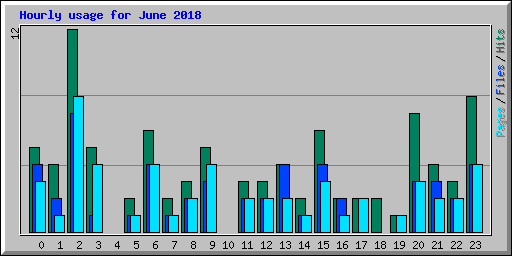 Hourly usage for June 2018
12
Pages/Files/Hits
0 1 2 3 4 5 6 7 8 9 10 11 12 13 14 15 16 17 18 19 20 21 22 23